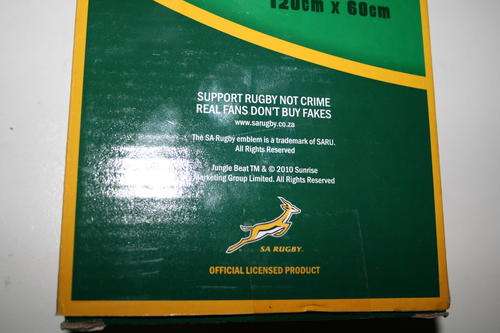 120cm x 60cm
SUPPORT RUGBY NOT CRIME
REAL FANS DON'T BUY FAKES
www.sarugby.co.za
The SA Rugby emblem is a trademark of SARU.
All Rights Reserved
Jungle Beat™ & © 2010 Sunrise
Marketing Group Limited. All Rights Reserved
SA RUGBY.
OFFICIAL LICENSED PRODUCT